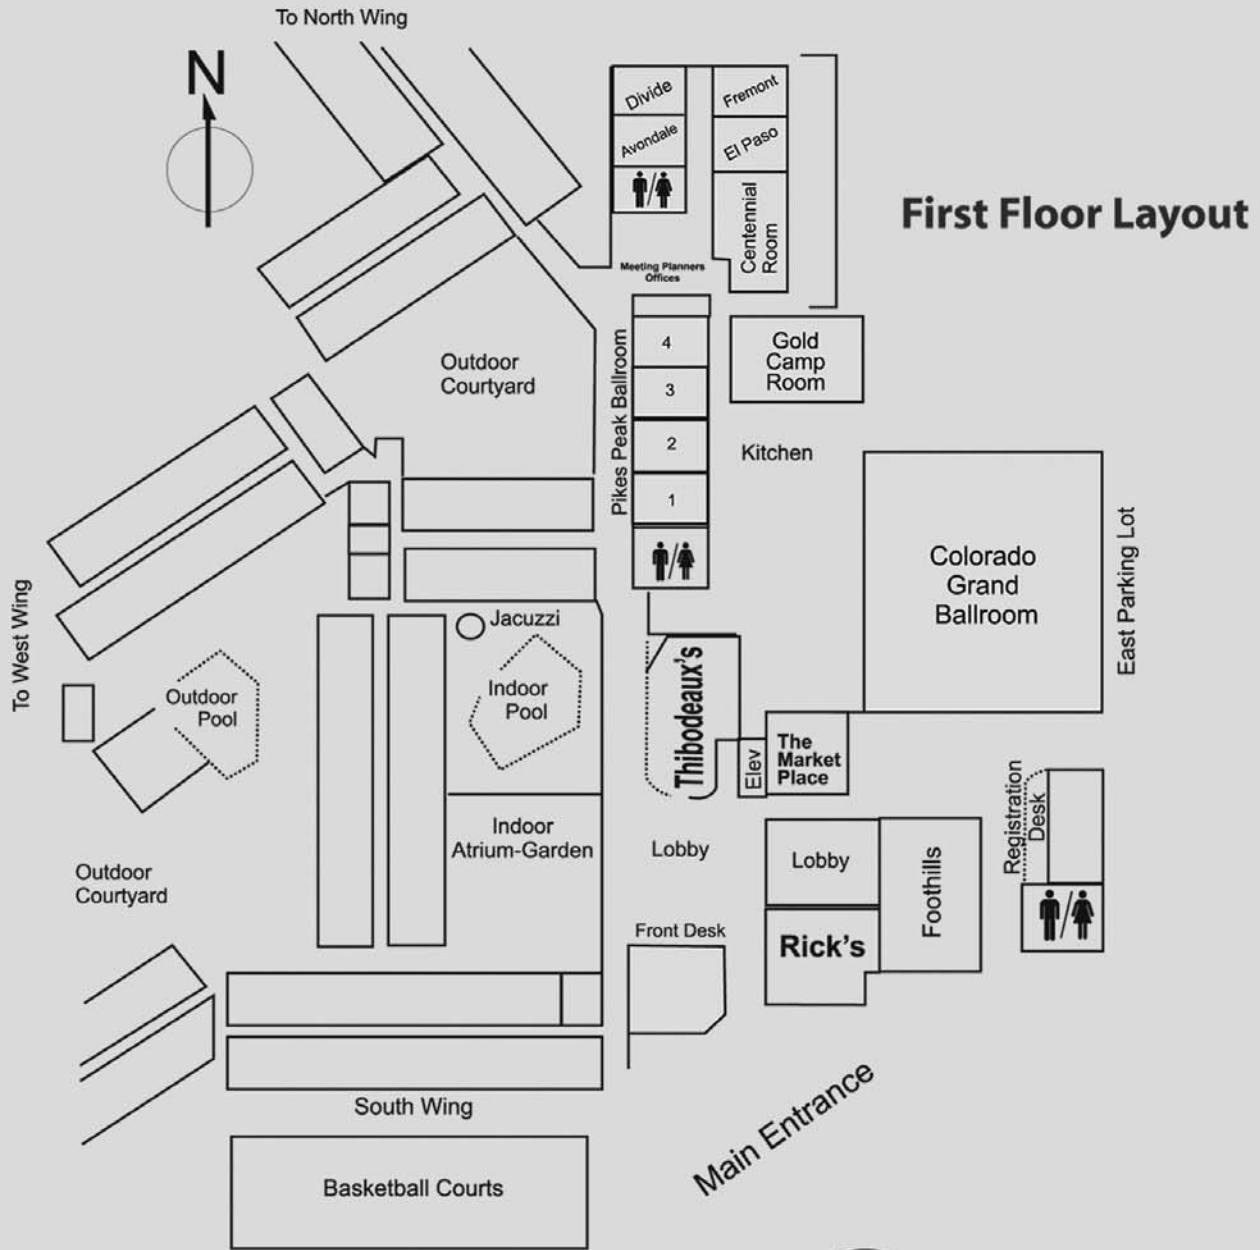 To North Wing
N
Divide
Fremont
Avondale
El Paso
First Floor Layout
Centennial
Room
Meeting Planners
Offices
Pikes Peak Ballroom
4
3
2
1
Gold
Camp
Room
Outdoor
Courtyard
Kitchen
Colorado
Grand
Ballroom
East Parking Lot
To West Wing
Jacuzzi
Outdoor
Pool
Indoor
Pool
Thibodeaux's
Elev
The
Market
Place
Registration
Desk
Indoor
Atrium-Garden
Lobby
Lobby
Foothills
Outdoor
Courtyard
Front Desk
Rick's
South Wing
Main Entrance
Basketball Courts